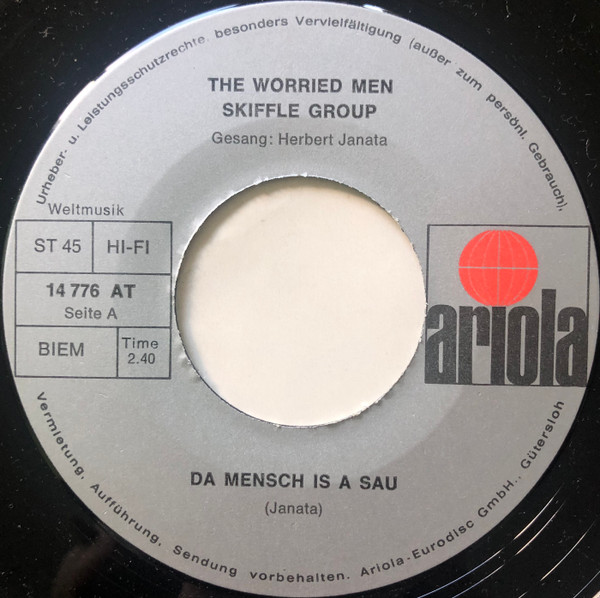 Urheber- u. Leistungsschutzrechte, besonders Vervielfältigung (außer zum persönl. Gebrauch),
THE WORRIED MEN
SKIFFLE GROUP
Gesang: Herbert Janata
Weltmusik
ST 45
HI-FI
14 776 AT
Seite A
BIEM
Time
2.40
ariola
DA MENSCH IS A SAU
(Janata)
Vermietung, Aufführung, Sendung vorbehalten. Ariola-Eurodisc GmbH., Gütersloh